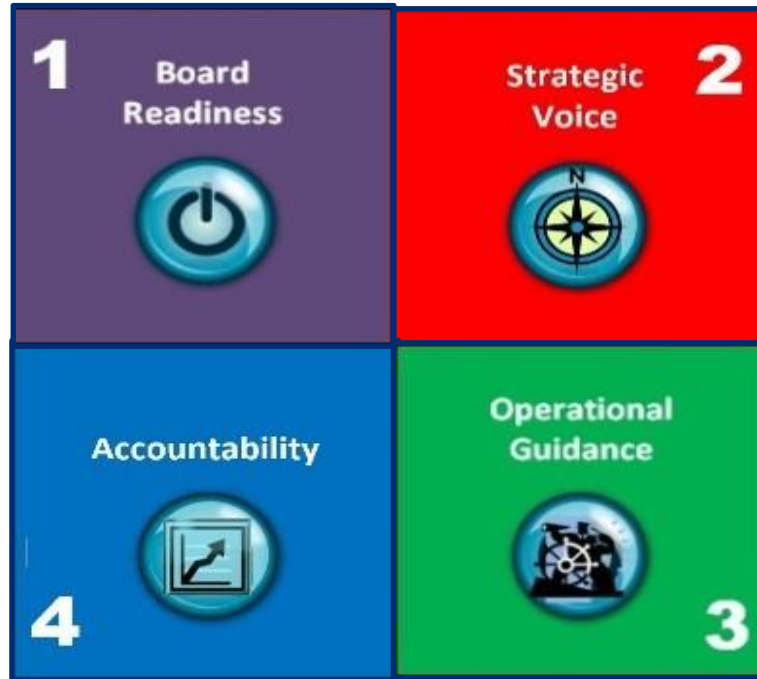 1
Board
Readiness
Strategic
Voice
2
N
Accountability
4
Operational
Guidance
3